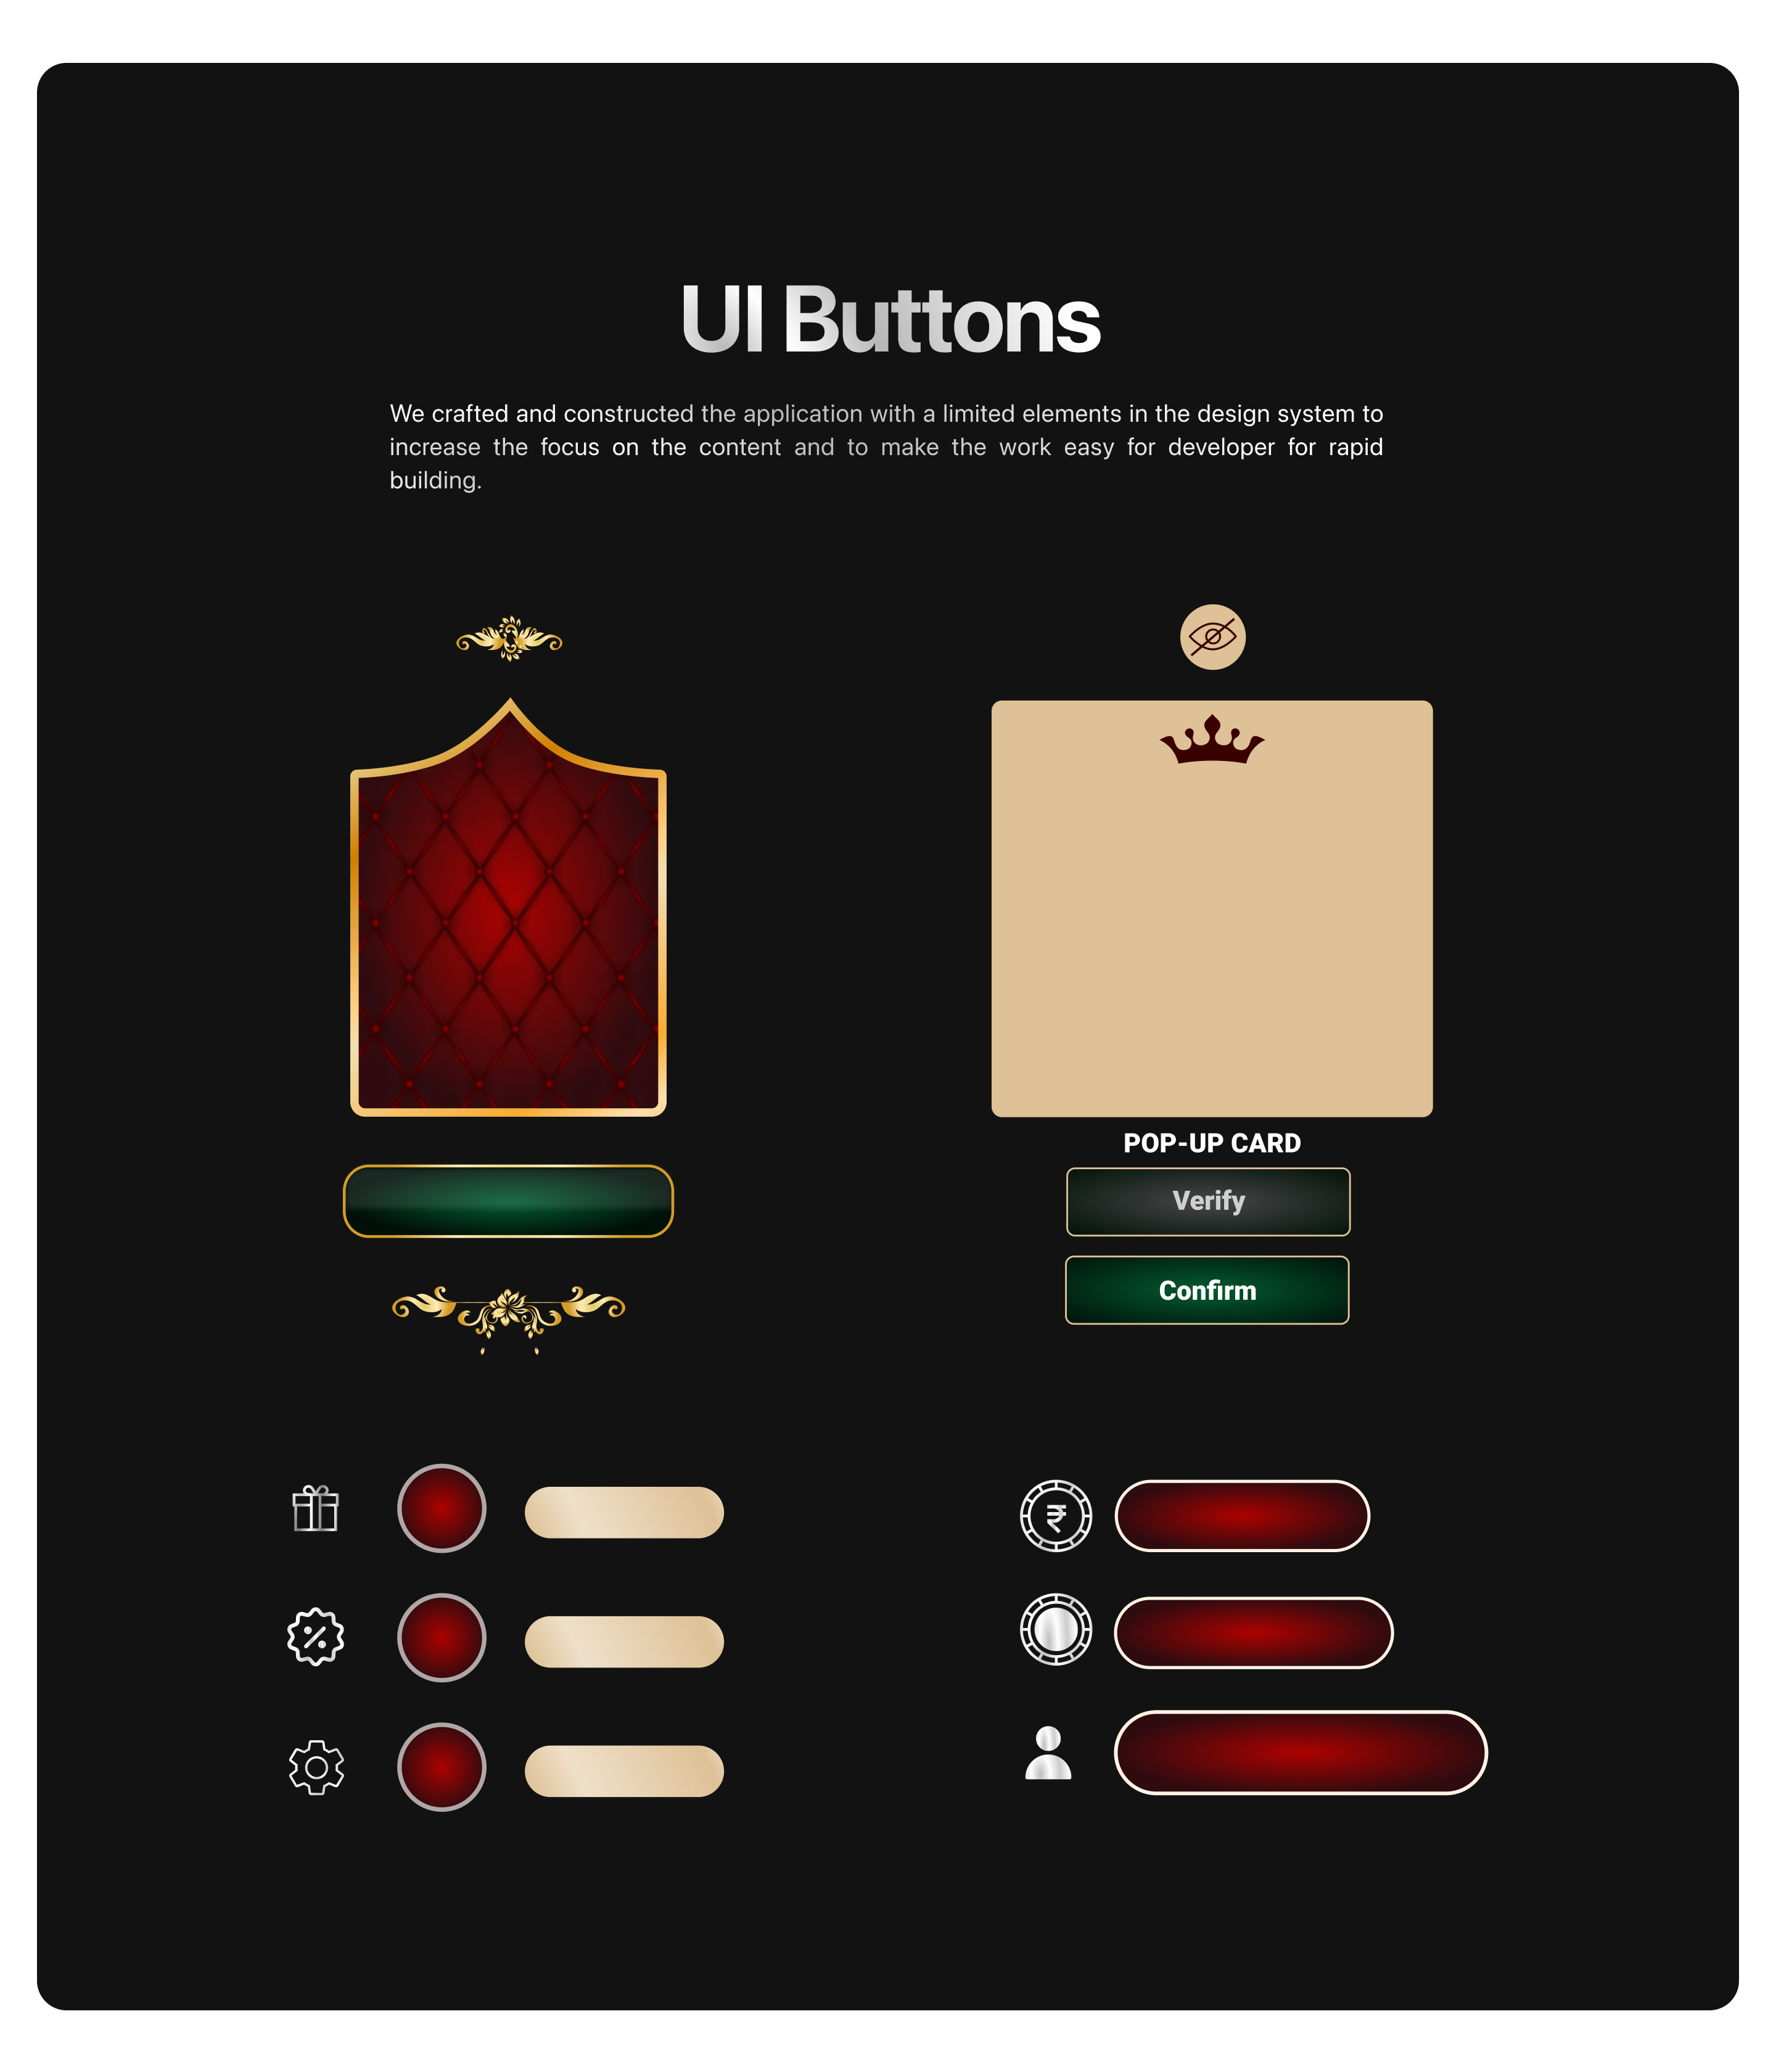 UI Buttons
We crafted and constructed the application with a limited elements in the design system to
increase the focus on the content and to make the work easy for developer for rapid
building.
POP-UP CARD
Verify
Confirm
₹